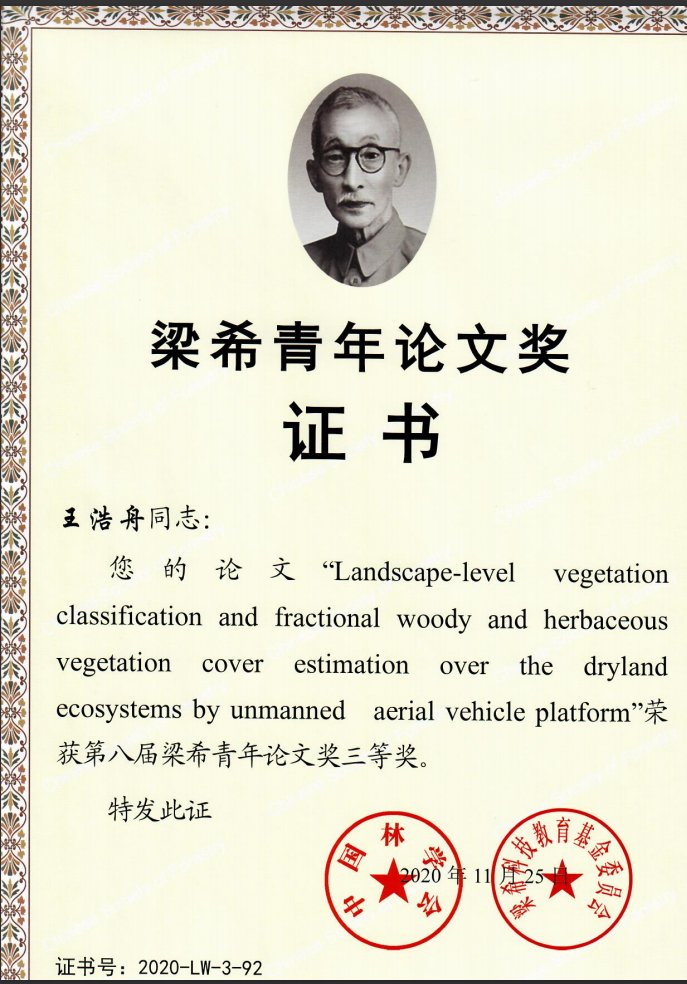 梁希青年论文奖
证书
王浩舟同志:
您的论文“Landscape-level vegetation
classification and fractional woody and herbaceous
vegetation cover estimation over the dryland
ecosystems by unmanned aerial vehicle platform”荣
获第八届梁希青年论文奖三等奖。
特发此证
中国林学会
梁希科技教育基金委员会
2020年11月25日
证书号：2020-LW-3-92